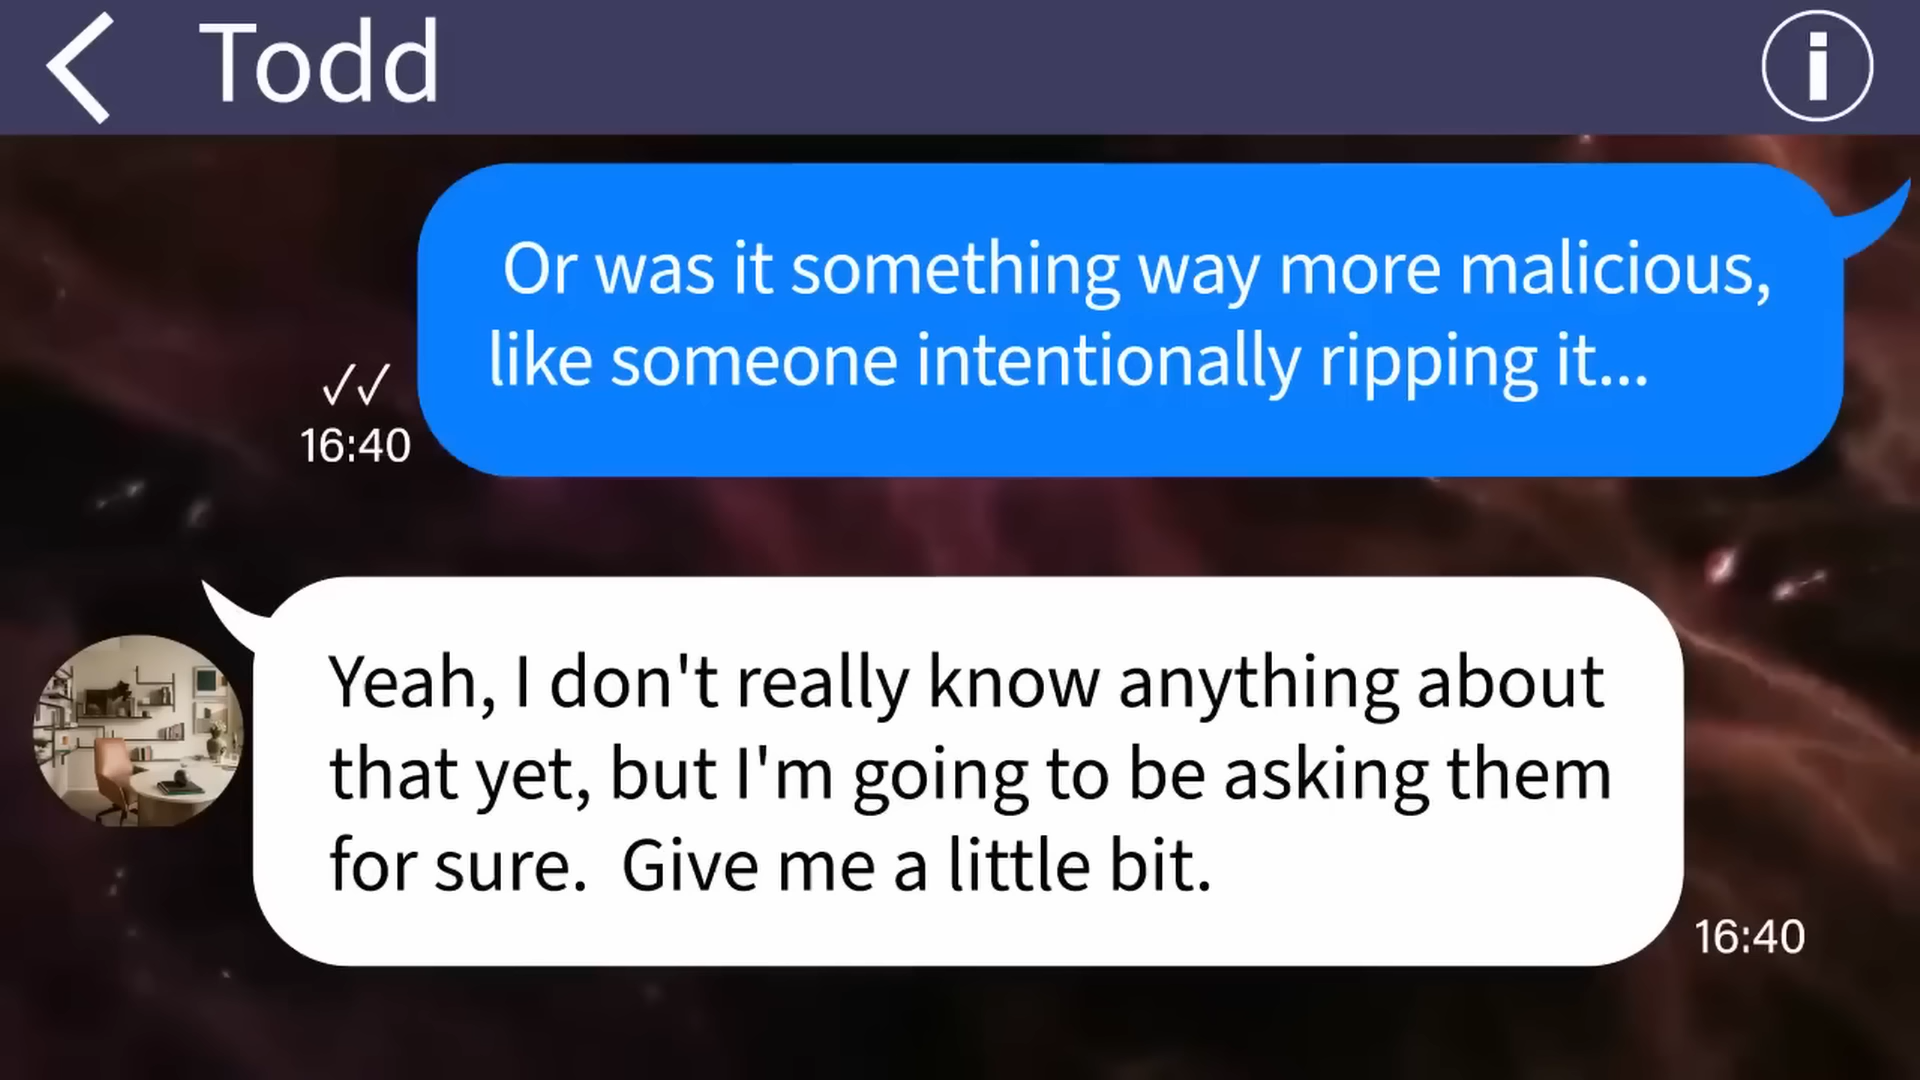 Todd
Or was it something way more malicious,
like someone intentionally ripping it...
✓✓
16:40
Yeah, I don't really know anything about
that yet, but I'm going to be asking them
for sure.  Give me a little bit.
16:40